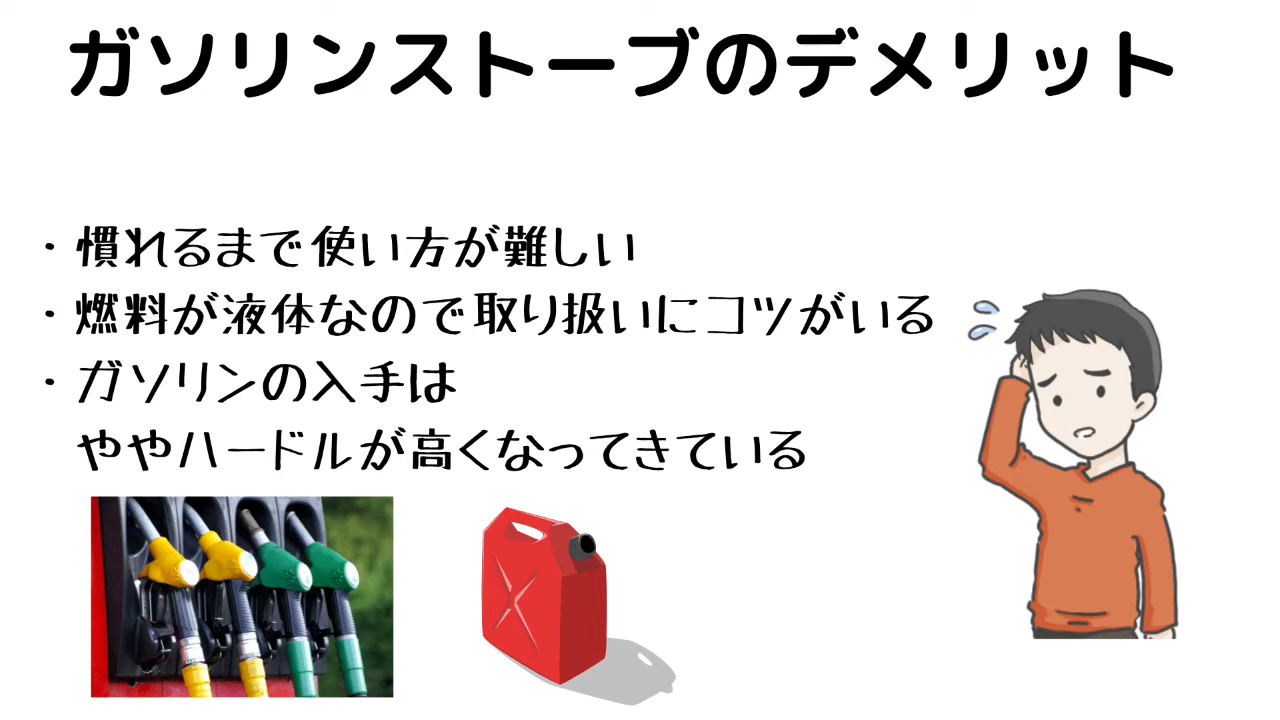 ガソリンストーブのデメリット
・慣れるまで使い方が難しい
・燃料が液体なので取り扱いにコツがいる
・ガソリンの入手は
ややハードルが高くなってきている